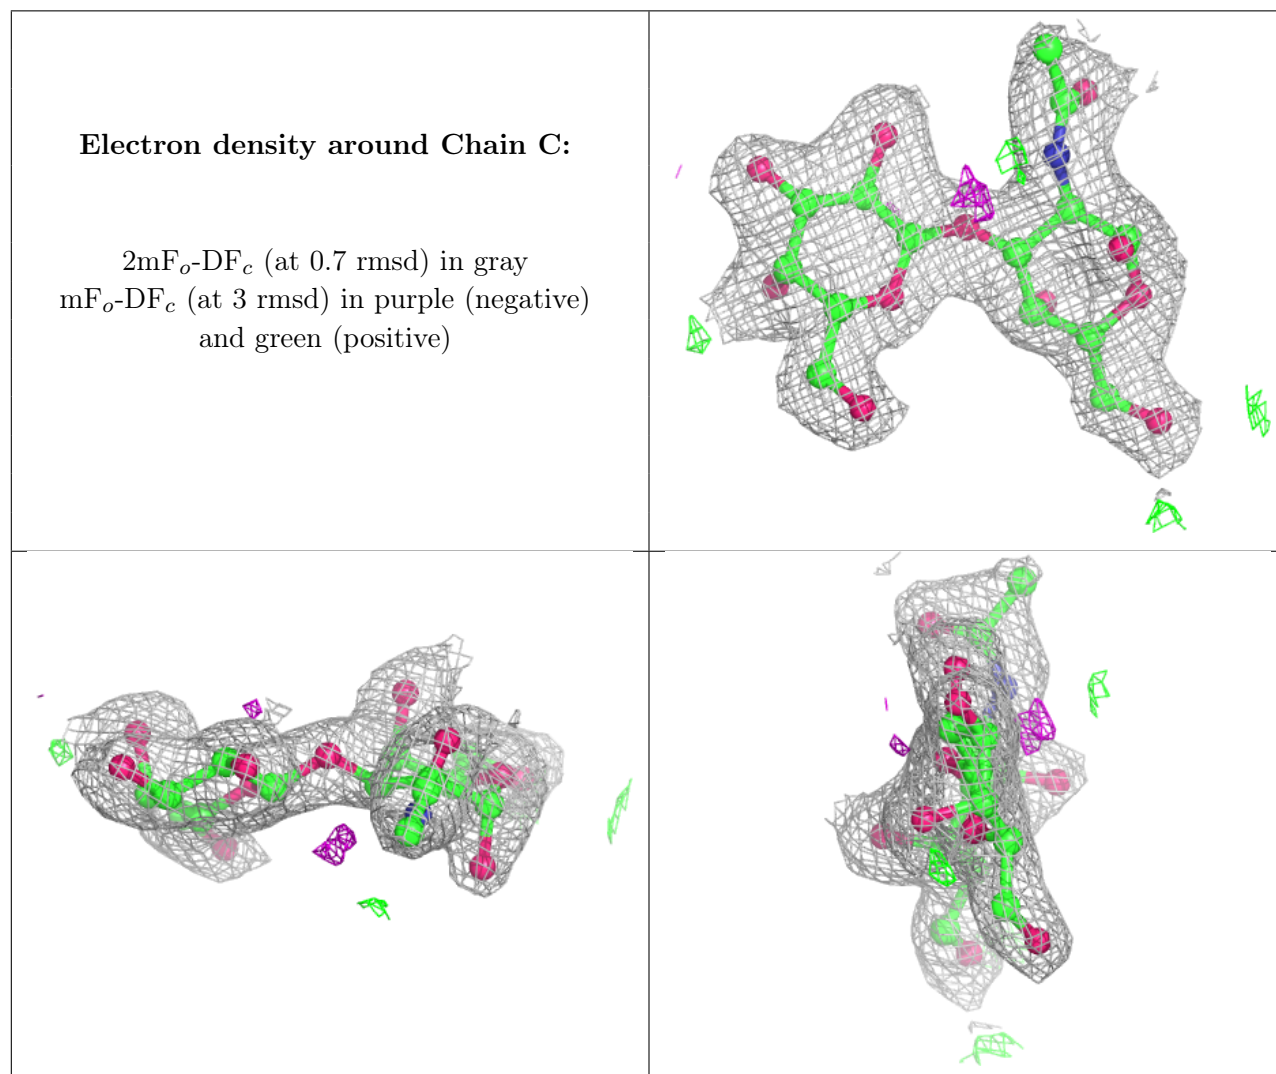 Electron density around Chain C:
2mFo-DFc (at 0.7 rmsd) in gray
mFo-DFc (at 3 rmsd) in purple (negative)
and green (positive)